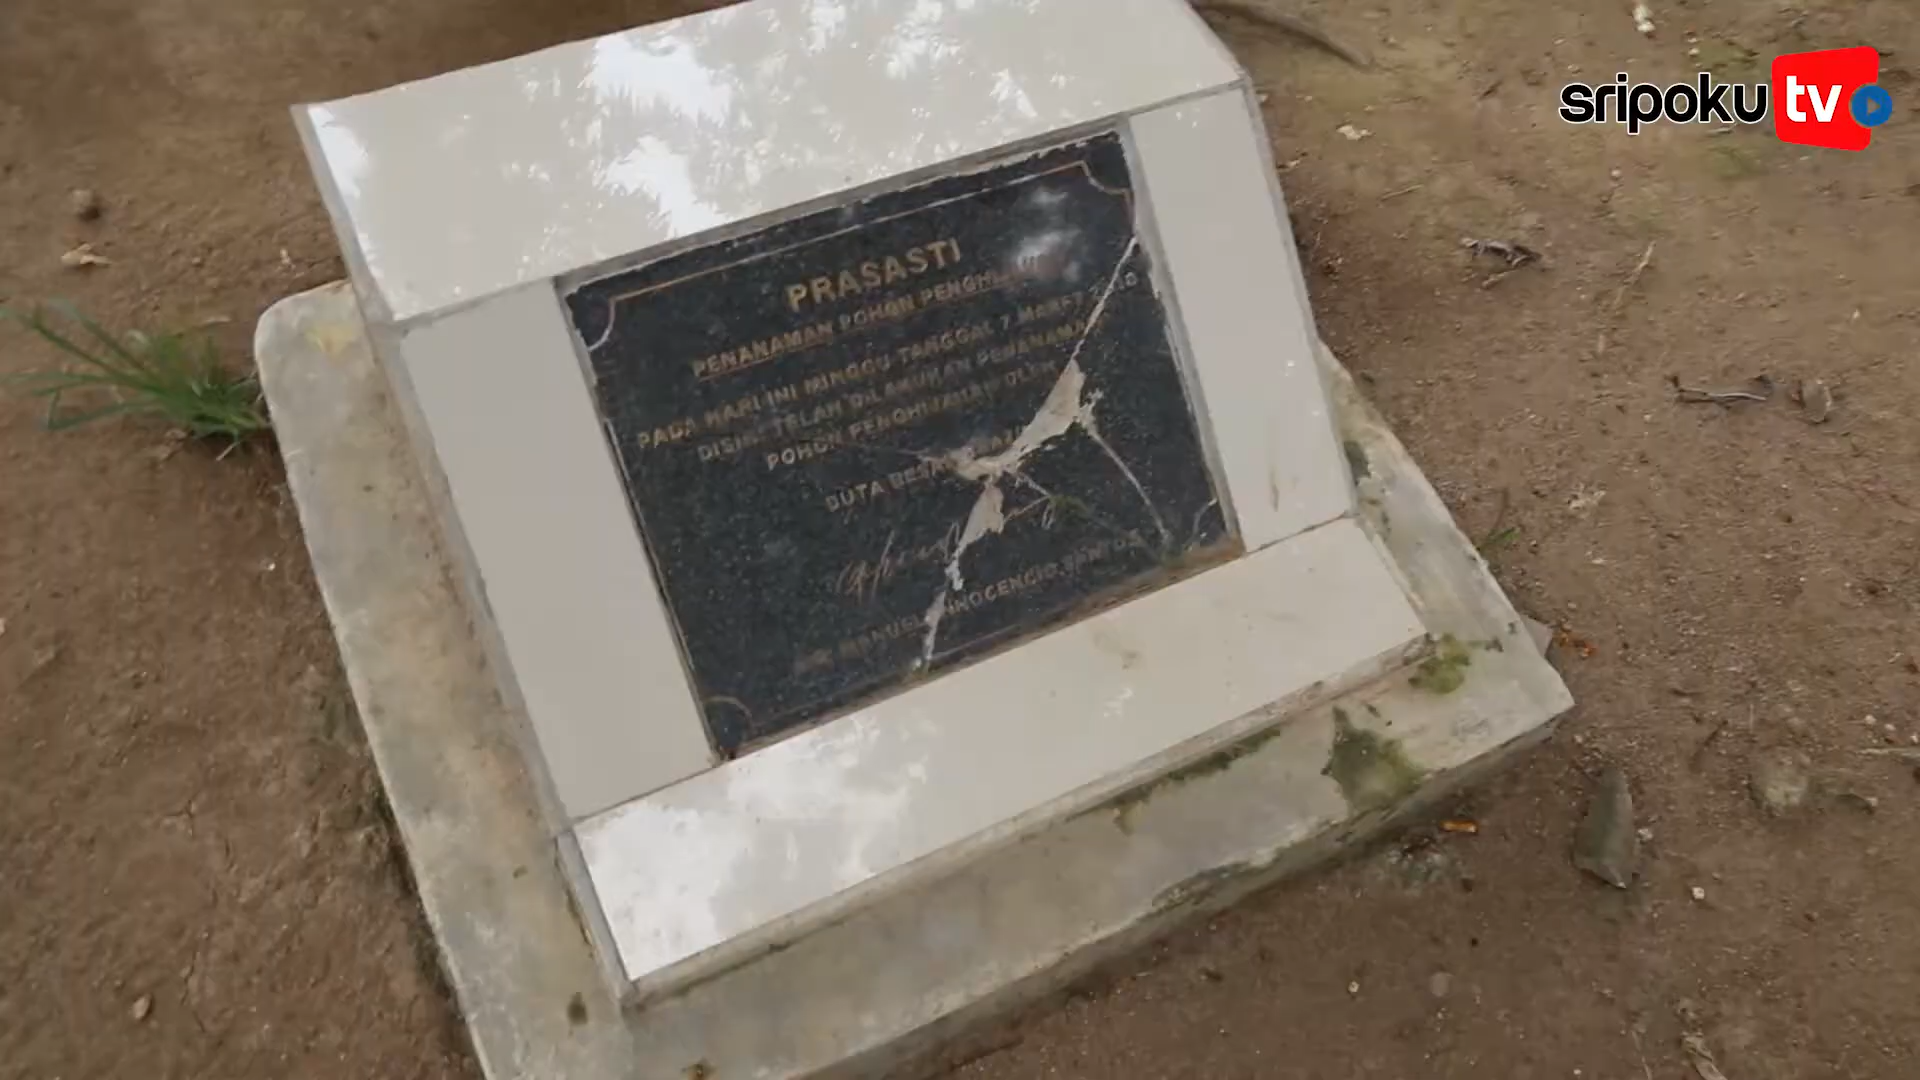 sripoku tv
PRASASTI
PENANAMAN POHON
PADA HARI INI MINGGU TANGGAL 7 MARET
DISINI TELAH DILAKUKAN PENANAMAN
POHON PENGHIJAUAN OLEH
DUTA BESAR
MANUEL INNOCENCIO SANTOS